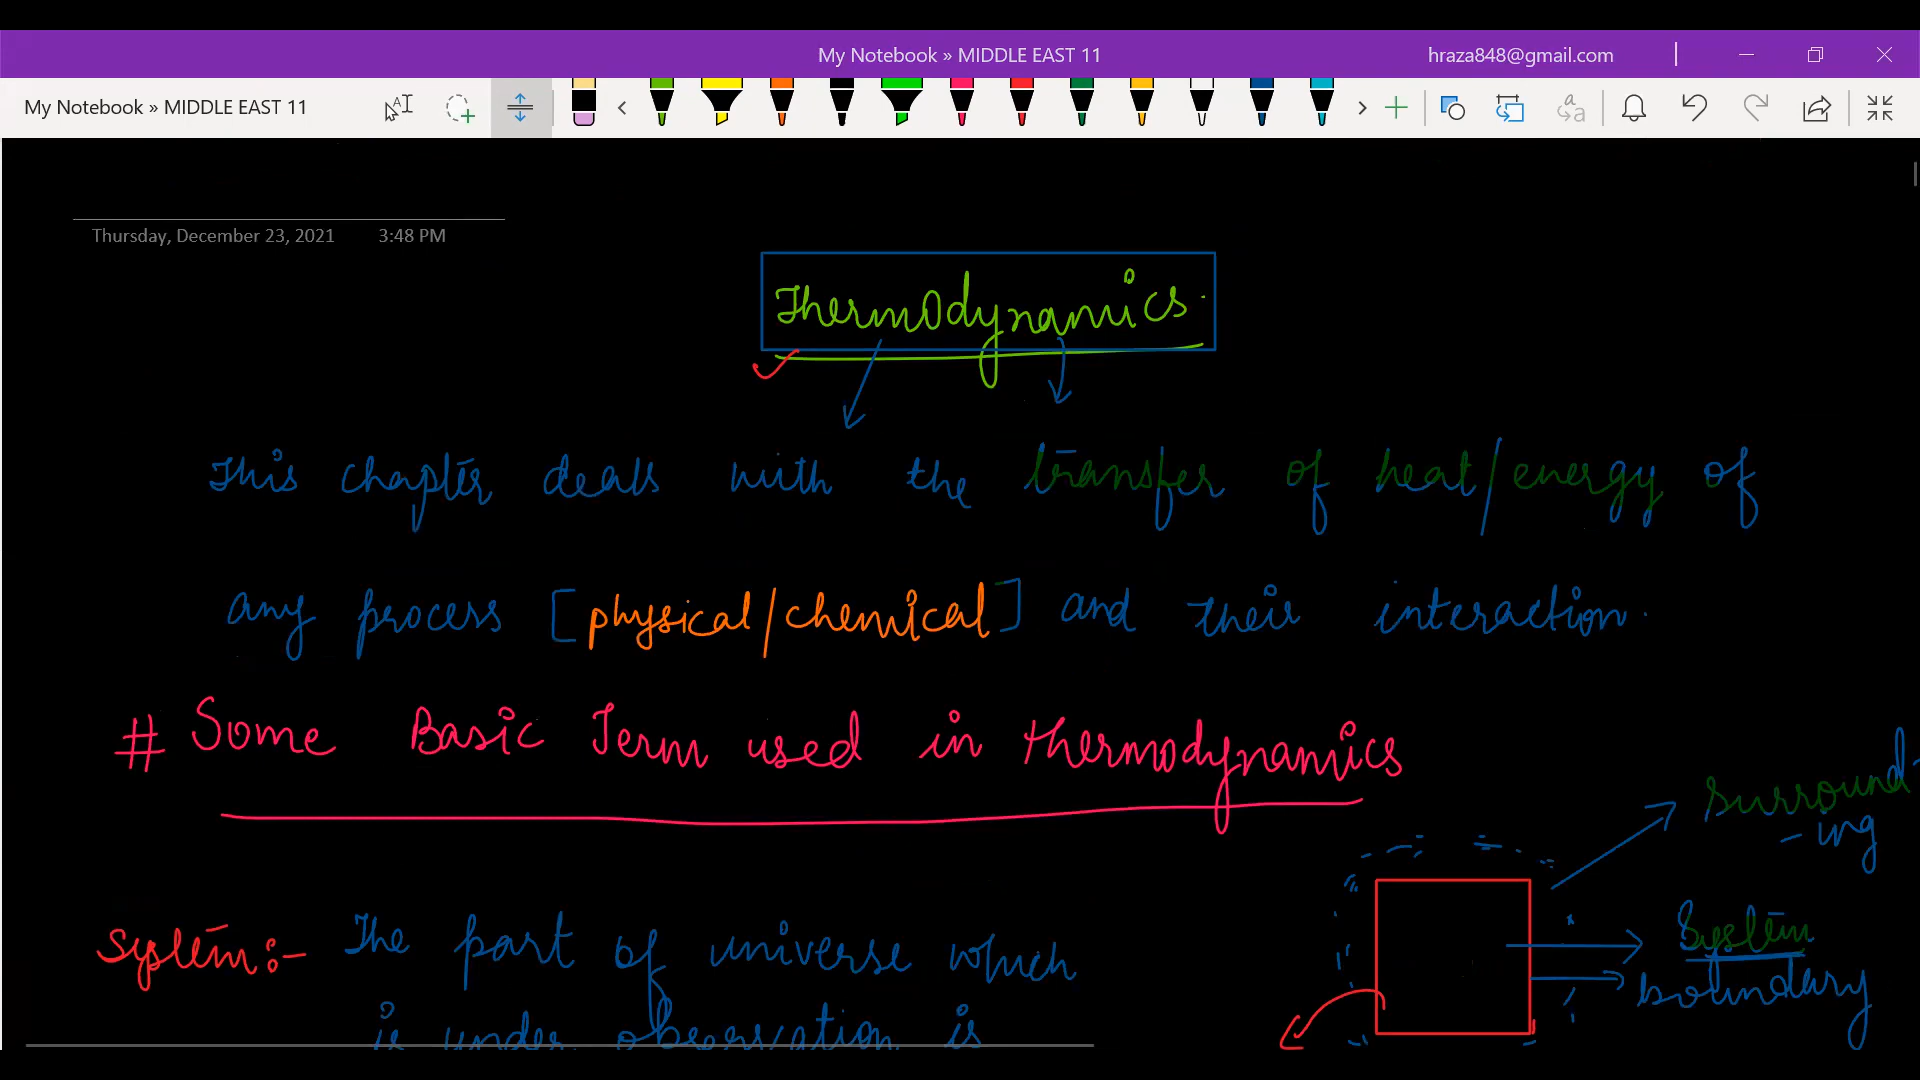 My Notebook » MIDDLE EAST 11
hraza848@gmail.com
My Notebook » MIDDLE EAST 11
Thursday, December 23, 2021 3:48 PM
Thermodynamics.
This chapter deals with the transfer of heat/energy of
any process [physical/chemical] and their interaction.
# Some Basic Term used in thermodynamics
Surround-
-ing
System
boundary
System:- The part of universe which
is under observation is